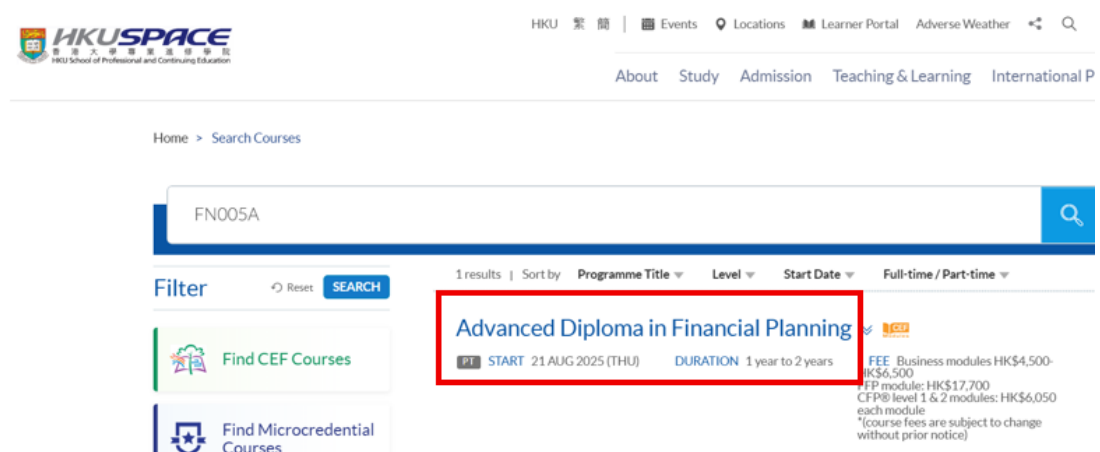 HKU 繁 簡 | Events Locations Learner Portal Adverse Weather
HKUSPACE
香港大學專業進修學院
HKU School of Professional and Continuing Education
About Study Admission Teaching & Learning International P
Home > Search Courses
FN005A
Filter Reset SEARCH
1 results | Sort by Programme Title Level Start Date Full-time / Part-time
Advanced Diploma in Financial Planning CEF
PT START 21 AUG 2025 (THU) DURATION 1 year to 2 years
FEE Business modules HK$4,500-
HK$6,500
FFP module: HK$17,700
CFP® level 1 & 2 modules: HK$6,050
each module
*(course fees are subject to change
without prior notice)
Find CEF Courses
Find Microcredential
Courses